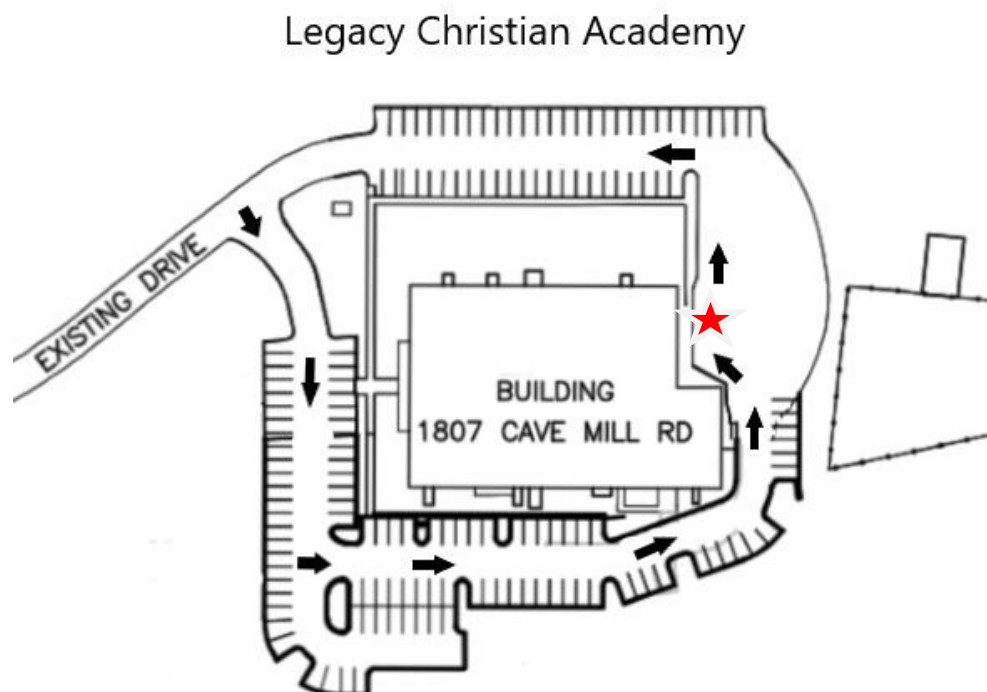 Legacy Christian Academy
EXISTING DRIVE
BUILDING
1807 CAVE MILL RD